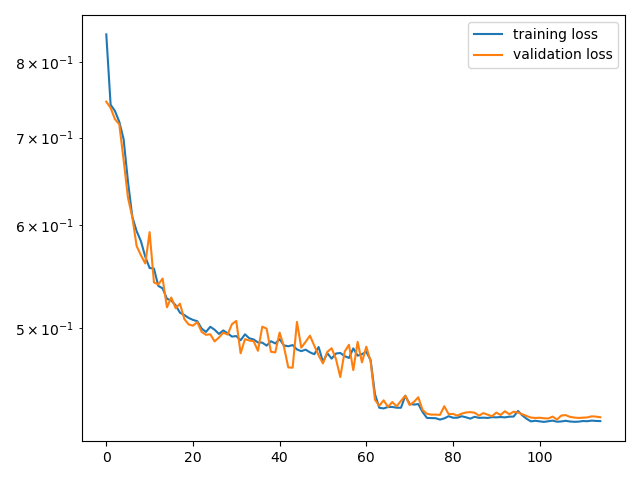 training loss
validation loss
8 × 10⁻¹
7 × 10⁻¹
6 × 10⁻¹
5 × 10⁻¹
0 20 40 60 80 100